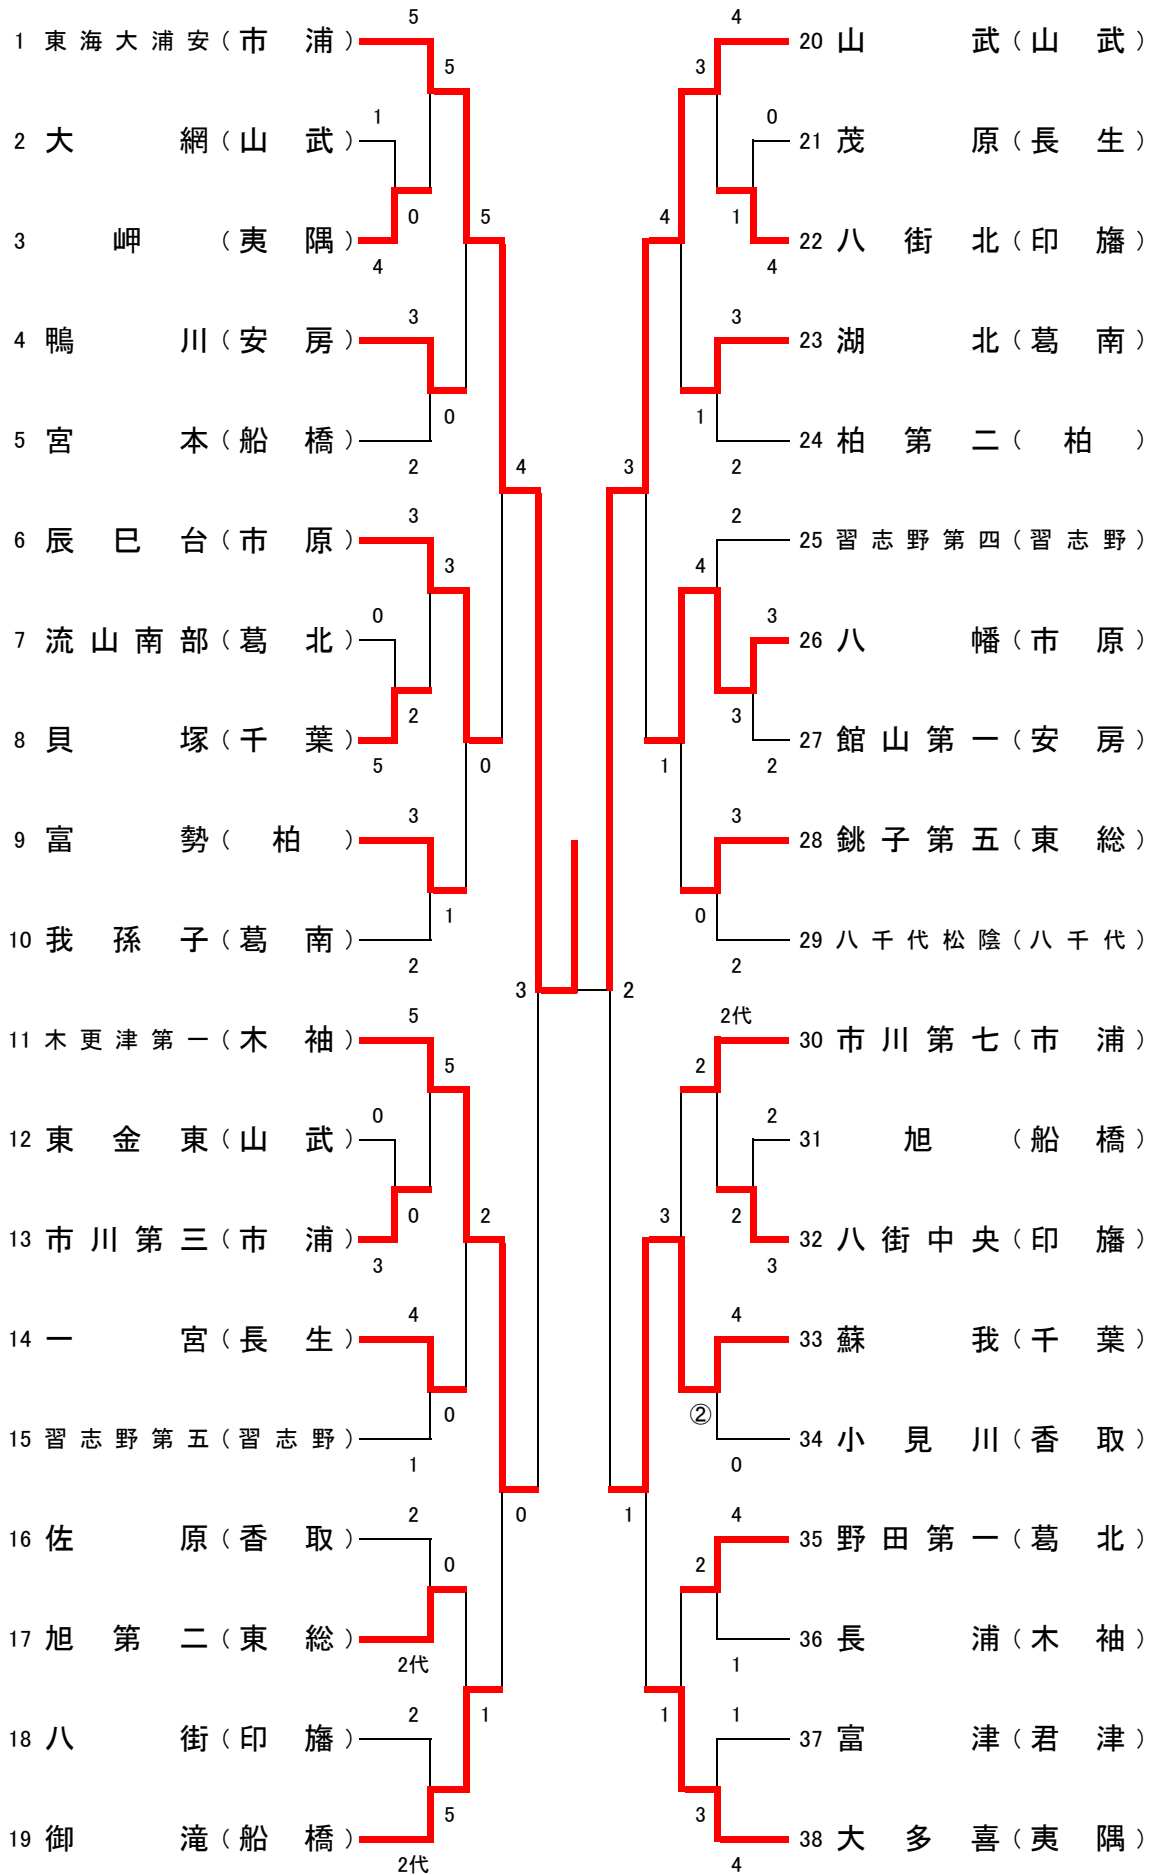 5
1 東海大浦安（市 浦）
5
1
2 大 網（山 武）
0
3 岬（夷 隅）
4
5
3
4 鴨 川（安 房）
0
5 宮 本（船 橋）
2
4
3
6 辰 巳 台（市 原）
3
0
7 流 山 南 部（葛 北）
2
8 貝 塚（千 葉）
5
0
3
9 富 勢（柏）
1
10 我 孫 子（葛 南）
2
3
5
11 木 更 津 第 一（木 袖）
5
0
12 東 金 東（山 武）
0
13 市 川 第 三（市 浦）
3
2
4
14 一 宮（長 生）
0
15 習 志 野 第 五（習 志 野）
1
0
2
16 佐 原（香 取）
0
17 旭 第 二（東 総）
2代
1
2
18 八 街（印 旛）
5
19 御 滝（船 橋）
2代
4
20 山 武（山 武）
3
0
21 茂 原（長 生）
1
22 八 街 北（印 旛）
4
4
3
23 湖 北（葛 南）
1
24 柏 第 二（柏）
2
3
2
25 習 志 野 第 四（習 志 野）
4
3
26 八 幡（市 原）
3
27 館 山 第 一（安 房）
2
1
3
28 銚 子 第 五（東 総）
0
29 八 千 代 松 陰（八 千 代）
2
2
2代
30 市 川 第 七（市 浦）
2
2
31 旭（船 橋）
2
32 八 街 中 央（印 旛）
3
3
4
33 蘇 我（千 葉）
②
34 小 見 川（香 取）
0
1
4
35 野 田 第 一（葛 北）
2
36 長 浦（木 袖）
1
1
1
37 富 津（君 津）
3
38 大 多 喜（夷 隅）
4